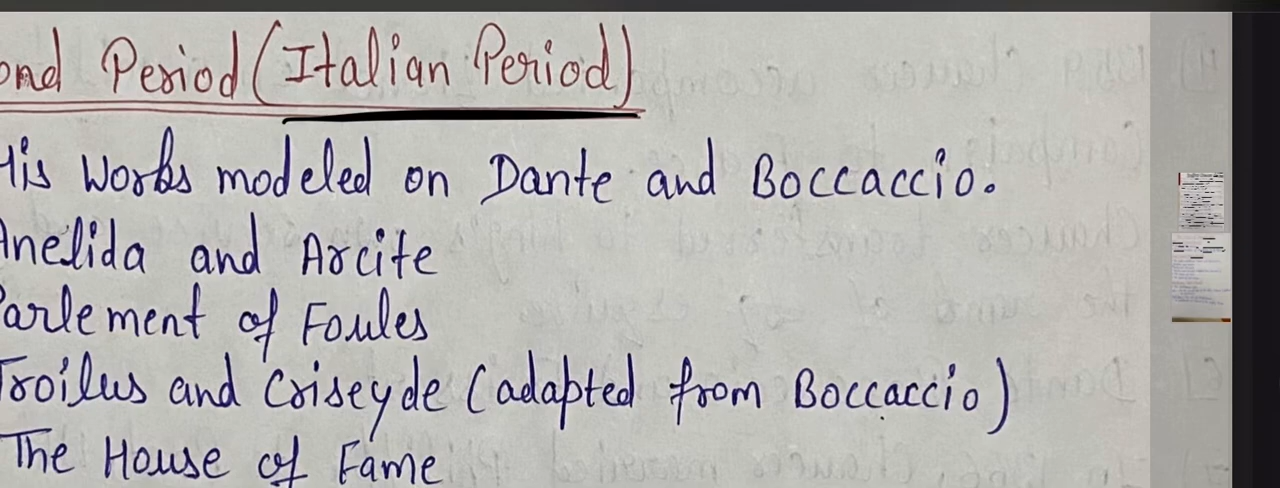 ond Period (Italian Period)
His Works modeled on Dante and Boccaccio.
Anelida and Arcite
Parlement of Foules
Troilus and Criseyde (adapted from Boccaccio)
The House of Fame